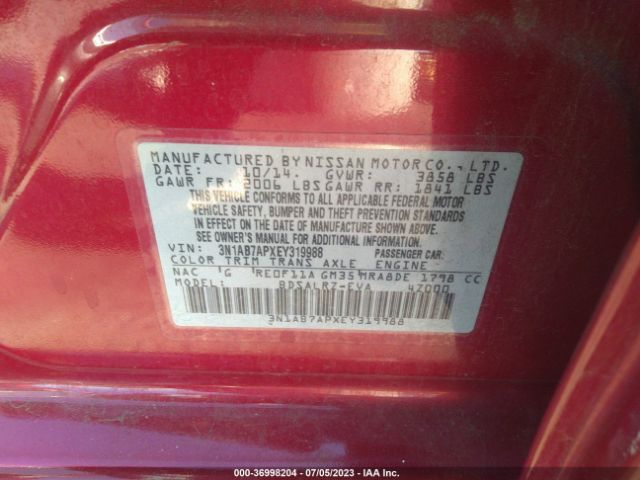 MANUFACTURED BY NISSAN MOTOR CO., LTD.
DATE: 10/14. GVWR: 3858 LBS
GAWR FR: 2006 LBS GAWR RR: 1841 LBS
THIS VEHICLE CONFORMS TO ALL APPLICABLE FEDERAL MOTOR
VEHICLE SAFETY, BUMPER AND THEFT PREVENTION STANDARDS
IN EFFECT ON THE DATE OF MANUFACTURE SHOWN ABOVE.
SEE OWNER'S MANUAL FOR ADDITIONAL INFORMATION.
VIN: 3N1AB7APXEY319988 PASSENGER CAR.
COLOR TRIM TRANS AXLE ENGINE
NAC G RE0F11A GM35 MRA8DE 1798 CC
BDSALRZ-EVA 47000
3N1AB7APXEY319988
000-36998204 - 07/05/2023 - IAA Inc.